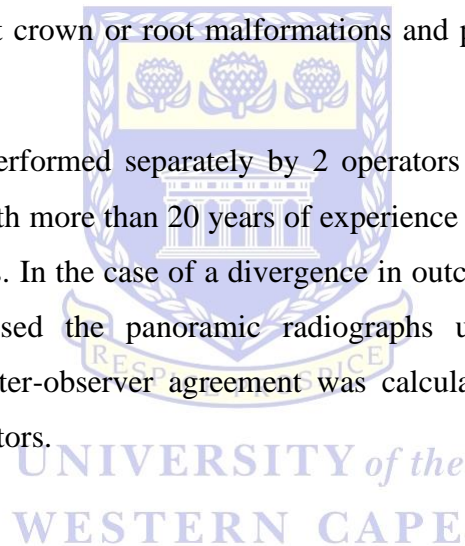 t crown or root malformations and p
erformed separately by 2 operators
th more than 20 years of experience
s. In the case of a divergence in outc
sed the panoramic radiographs u
ter-observer agreement was calcula
tors.
RESPICE PROSPICE
UNIVERSITY of the
WESTERN CAPE